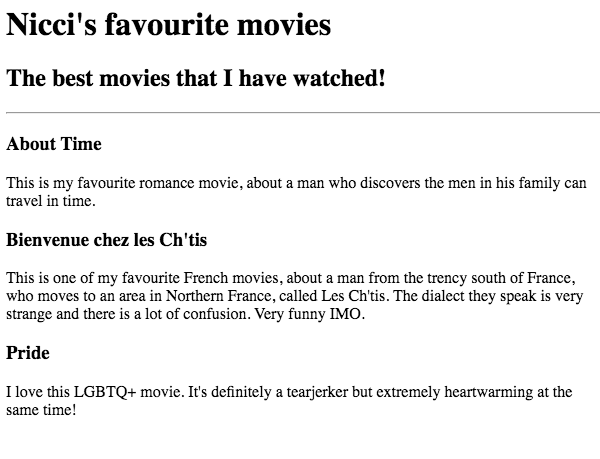 Nicci's favourite movies
The best movies that I have watched!
About Time
This is my favourite romance movie, about a man who discovers the men in his family can
travel in time.
Bienvenue chez les Ch'tis
This is one of my favourite French movies, about a man from the trency south of France,
who moves to an area in Northern France, called Les Ch'tis. The dialect they speak is very
strange and there is a lot of confusion. Very funny IMO.
Pride
I love this LGBTQ+ movie. It's definitely a tearjerker but extremely heartwarming at the
same time!